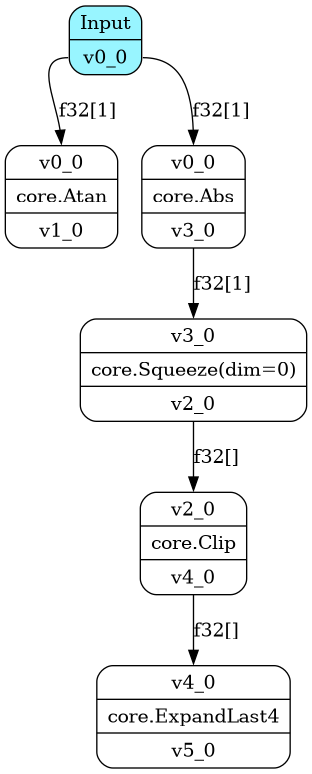 Input
v0_0
f32[1]
f32[1]
v0_0
core.Atan
v1_0
v0_0
core.Abs
v3_0
f32[1]
v3_0
core.Squeeze(dim=0)
v2_0
f32[]
v2_0
core.Clip
v4_0
f32[]
v4_0
core.ExpandLast4
v5_0